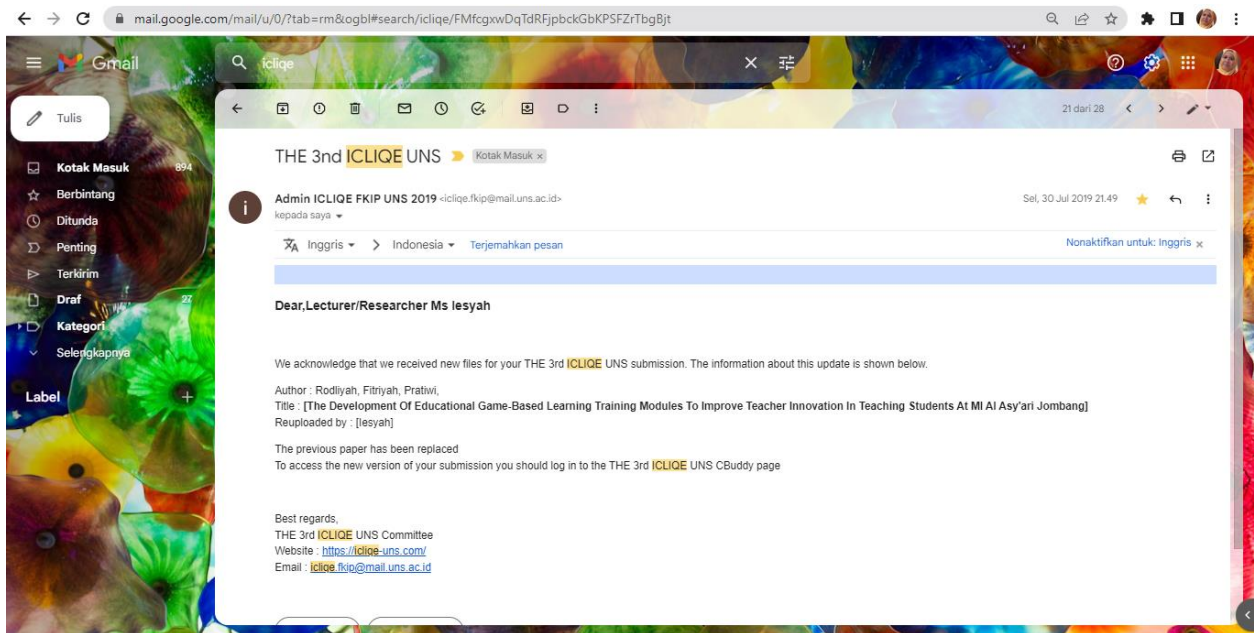 mail.google.com/mail/u/0/?tab=rm&ogbl#search/icliqe/FMfcgxwDqTdRFjpbckGbKPSFZrTbgBjt
Gmail
icliqe
Tulis
21 dari 28
Kotak Masuk 894
Berbintang
Ditunda
Penting
Terkirim
Draf 27
Kategori
Selengkapnya
Label
THE 3nd ICLIQE UNS Kotak Masuk ×
i
Admin ICLIQE FKIP UNS 2019 <icliqe.fkip@mail.uns.ac.id>
Sel, 30 Jul 2019 21.49
kepada saya
Inggris > Indonesia Terjemahkan pesan
Nonaktifkan untuk: Inggris ×
Dear,Lecturer/Researcher Ms Iesyah
We acknowledge that we received new files for your THE 3rd ICLIQE UNS submission. The information about this update is shown below.
Author : Rodliyah, Fitriyah, Pratiwi,
Title : [The Development Of Educational Game-Based Learning Training Modules To Improve Teacher Innovation In Teaching Students At MI Al Asy'ari Jombang]
Reuploaded by : [Iesyah]
The previous paper has been replaced
To access the new version of your submission you should log in to the THE 3rd ICLIQE UNS CBuddy page
Best regards,
THE 3rd ICLIQE UNS Committee
Website : https://icliqe-uns.com/
Email : icliqe.fkip@mail.uns.ac.id